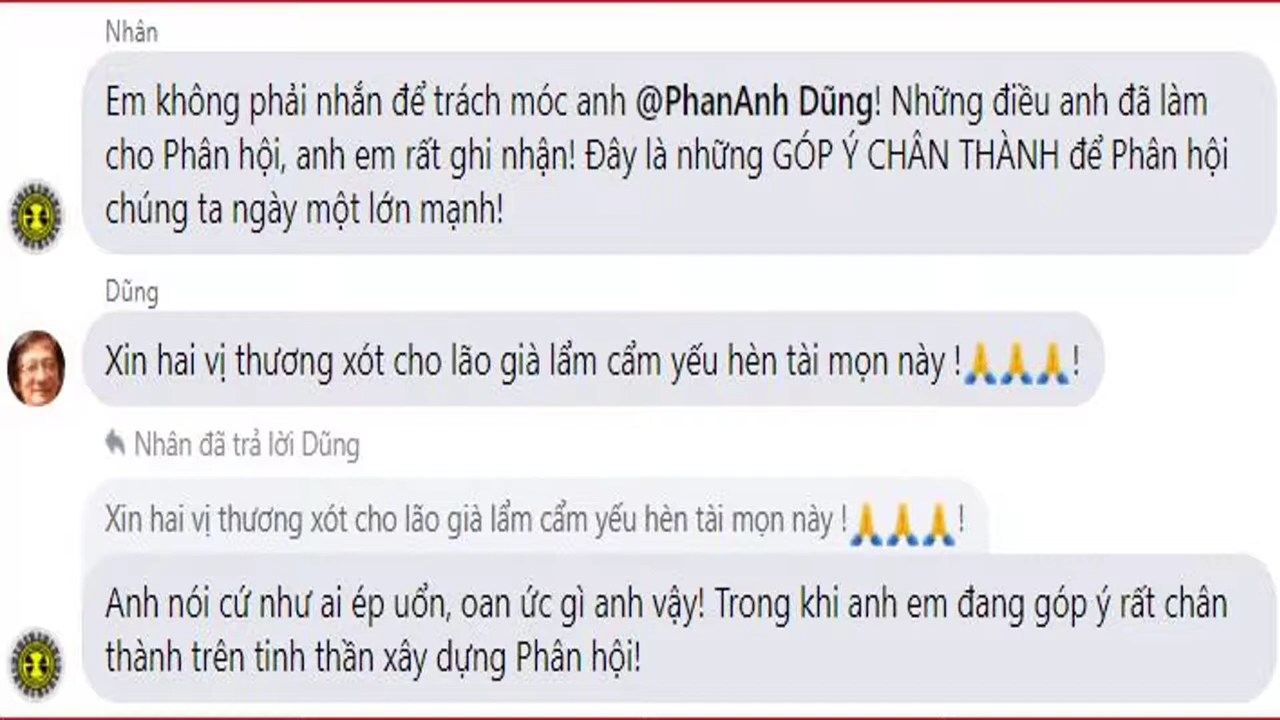 Nhân
Em không phải nhắn để trách móc anh @PhanAnh Dũng! Những điều anh đã làm
cho Phân hội, anh em rất ghi nhận! Đây là những GÓP Ý CHÂN THÀNH để Phân hội
chúng ta ngày một lớn mạnh!
Dũng
Xin hai vị thương xót cho lão già lẩm cẩm yếu hèn tài mọn này !🙏🙏🙏!
Nhân đã trả lời Dũng
Xin hai vị thương xót cho lão già lẩm cẩm yếu hèn tài mọn này !🙏🙏🙏!
Anh nói cứ như ai ép uổn, oan ức gì anh vậy! Trong khi anh em đang góp ý rất chân
thành trên tinh thần xây dựng Phân hội!